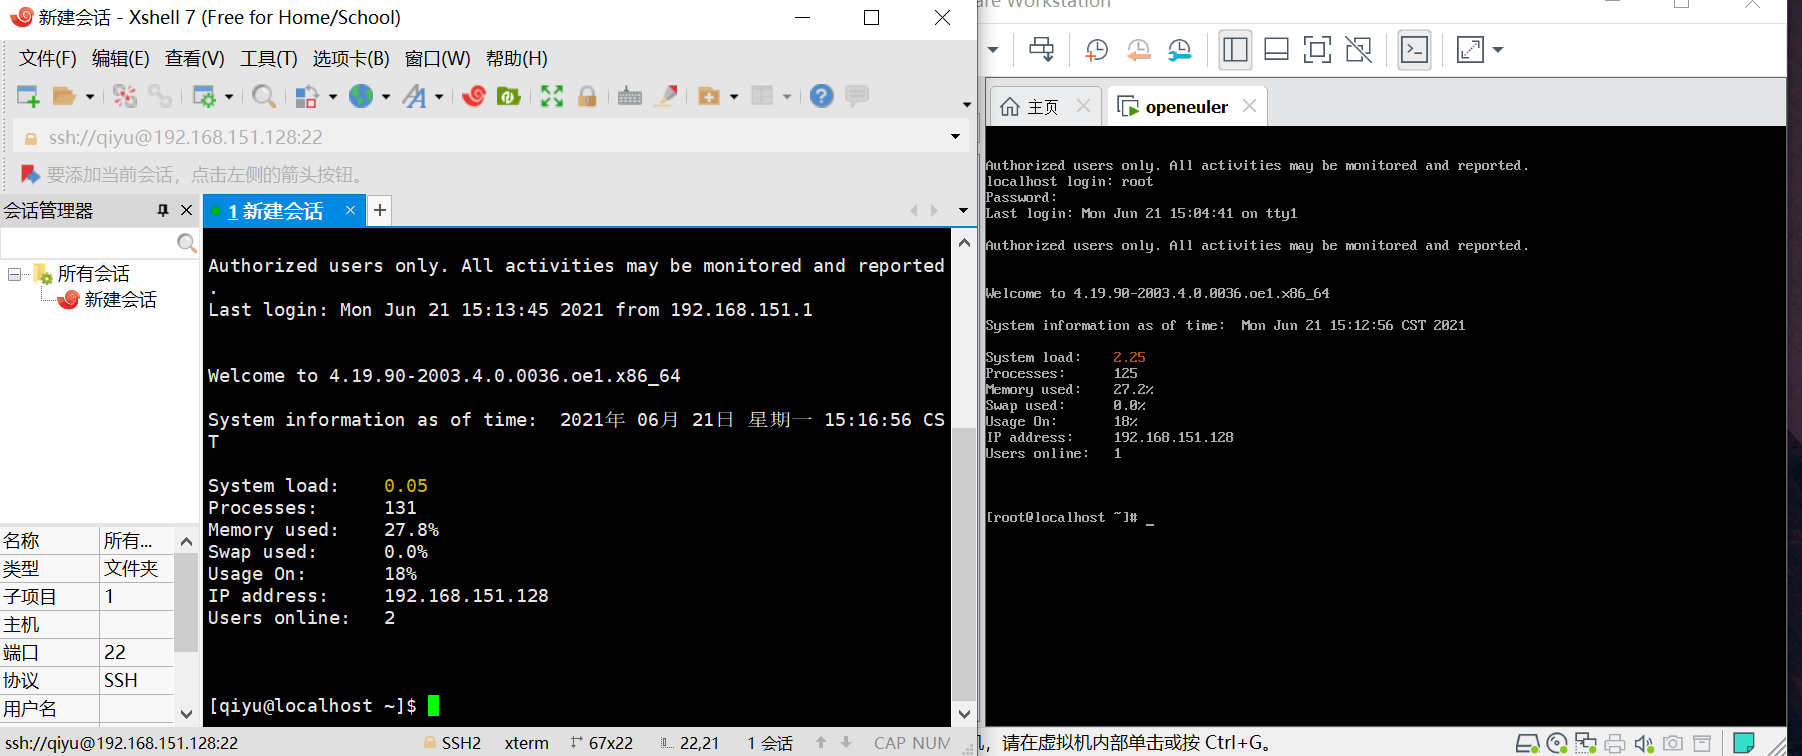 新建会话 - Xshell 7 (Free for Home/School)
文件(F) 编辑(E) 查看(V) 工具(T) 选项卡(B) 窗口(W) 帮助(H)
ssh://qiyu@192.168.151.128:22
要添加当前会话，点击左侧的箭头按钮。
会话管理器
1 新建会话
所有会话
新建会话
名称 所有...
类型 文件夹
子项目 1
主机
端口 22
协议 SSH
用户名
Authorized users only. All activities may be monitored and reported
.
Last login: Mon Jun 21 15:13:45 2021 from 192.168.151.1
Welcome to 4.19.90-2003.4.0.0036.oe1.x86_64
System information as of time:  2021年 06月 21日 星期一 15:16:56 CS
T
System load:    0.05
Processes:      131
Memory used:    27.8%
Swap used:      0.0%
Usage On:       18%
IP address:     192.168.151.128
Users online:   2
[qiyu@localhost ~]$
ssh://qiyu@192.168.151.128:22 SSH2 xterm 67x22 22,21 1 会话 CAP NUM
Workstation
主页 openeuler
Authorized users only. All activities may be monitored and reported.
localhost login: root
Password:
Last login: Mon Jun 21 15:04:41 on tty1
Authorized users only. All activities may be monitored and reported.
Welcome to 4.19.90-2003.4.0.0036.oe1.x86_64
System information as of time:  Mon Jun 21 15:12:56 CST 2021
System load:    2.25
Processes:      125
Memory used:    27.2%
Swap used:      0.0%
Usage On:       18%
IP address:     192.168.151.128
Users online:   1
[root@localhost ~]# _
，请在虚拟机内部单击或按 Ctrl+G。